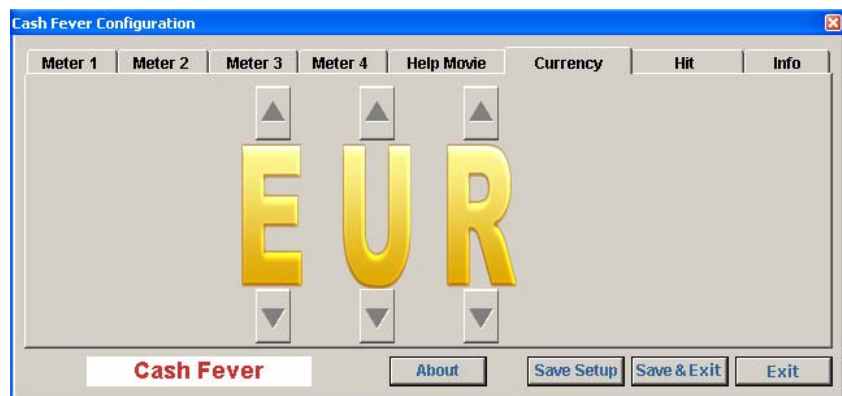 Cash Fever Configuration
Meter 1 Meter 2 Meter 3 Meter 4 Help Movie Currency Hit Info
EUR
Cash Fever About Save Setup Save & Exit Exit